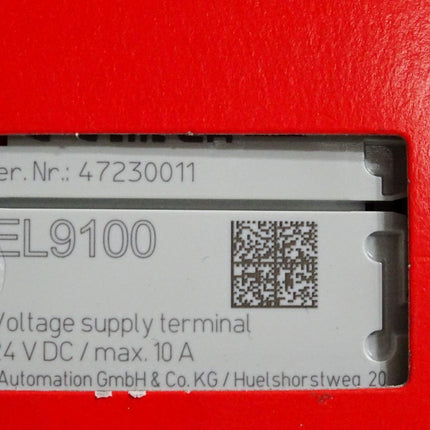 er. Nr.: 47230011
EL9100
Voltage supply terminal
24 V DC / max. 10 A
Automation GmbH & Co. KG / Huelshorstweg 20